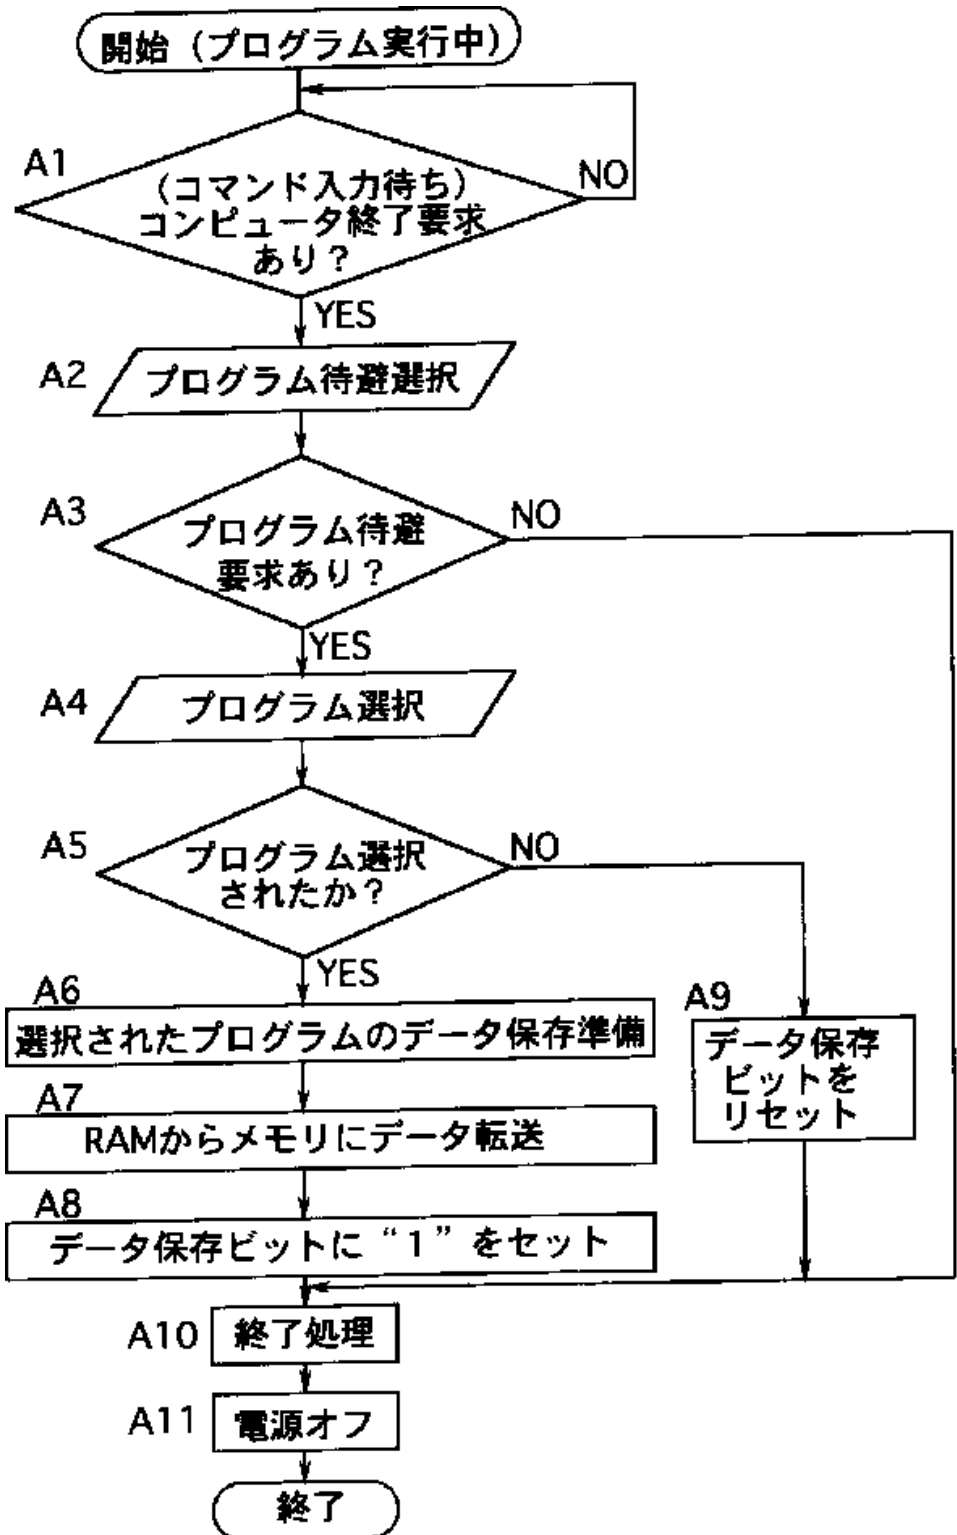 開始（プログラム実行中）
A1
NO
（コマンド入力待ち）
コンピュータ終了要求
あり？
YES
A2
プログラム待避選択
A3
NO
プログラム待避
要求あり？
YES
A4
プログラム選択
A5
NO
プログラム選択
されたか？
YES
A6
選択されたプログラムのデータ保存準備
A9
データ保存
ビットを
リセット
A7
RAMからメモリにデータ転送
A8
データ保存ビットに“1”をセット
A10
終了処理
A11
電源オフ
終了